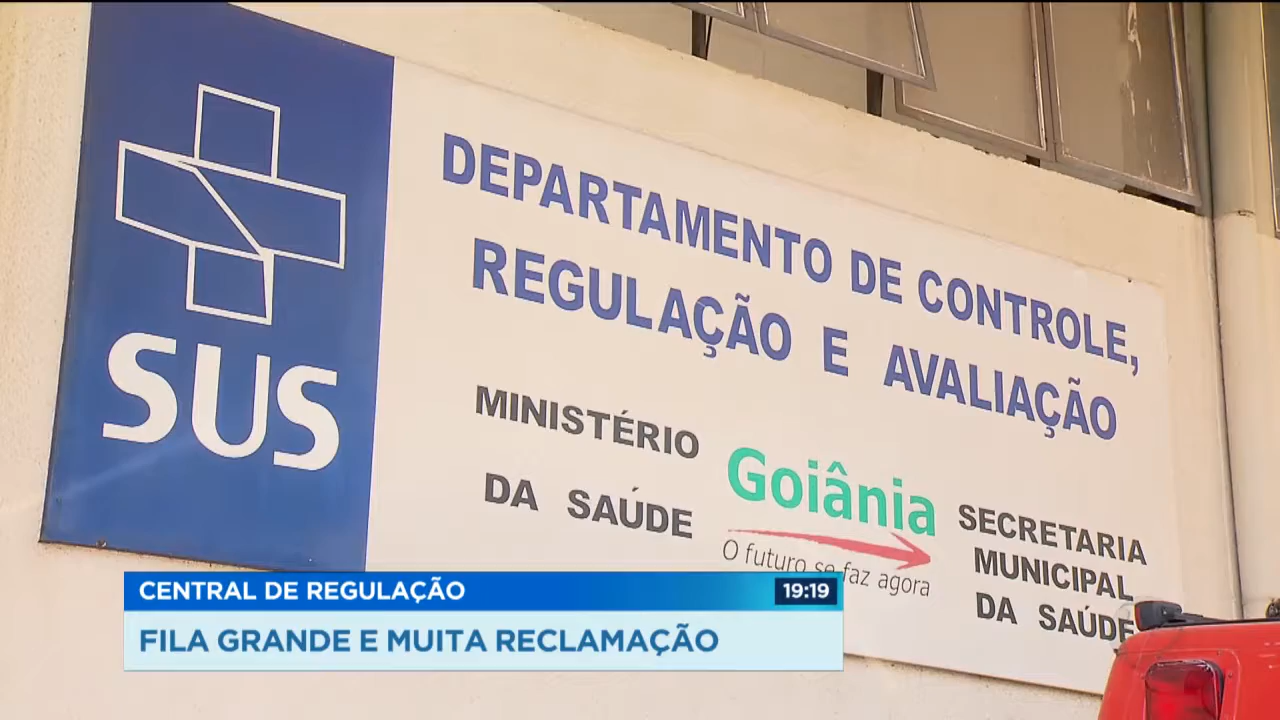 SUS
DEPARTAMENTO DE CONTROLE,
REGULAÇÃO E AVALIAÇÃO
MINISTÉRIO
DA SAÚDE
Goiânia
O futuro se faz agora
SECRETARIA
MUNICIPAL
DA SAÚDE
CENTRAL DE REGULAÇÃO
19:19
FILA GRANDE E MUITA RECLAMAÇÃO